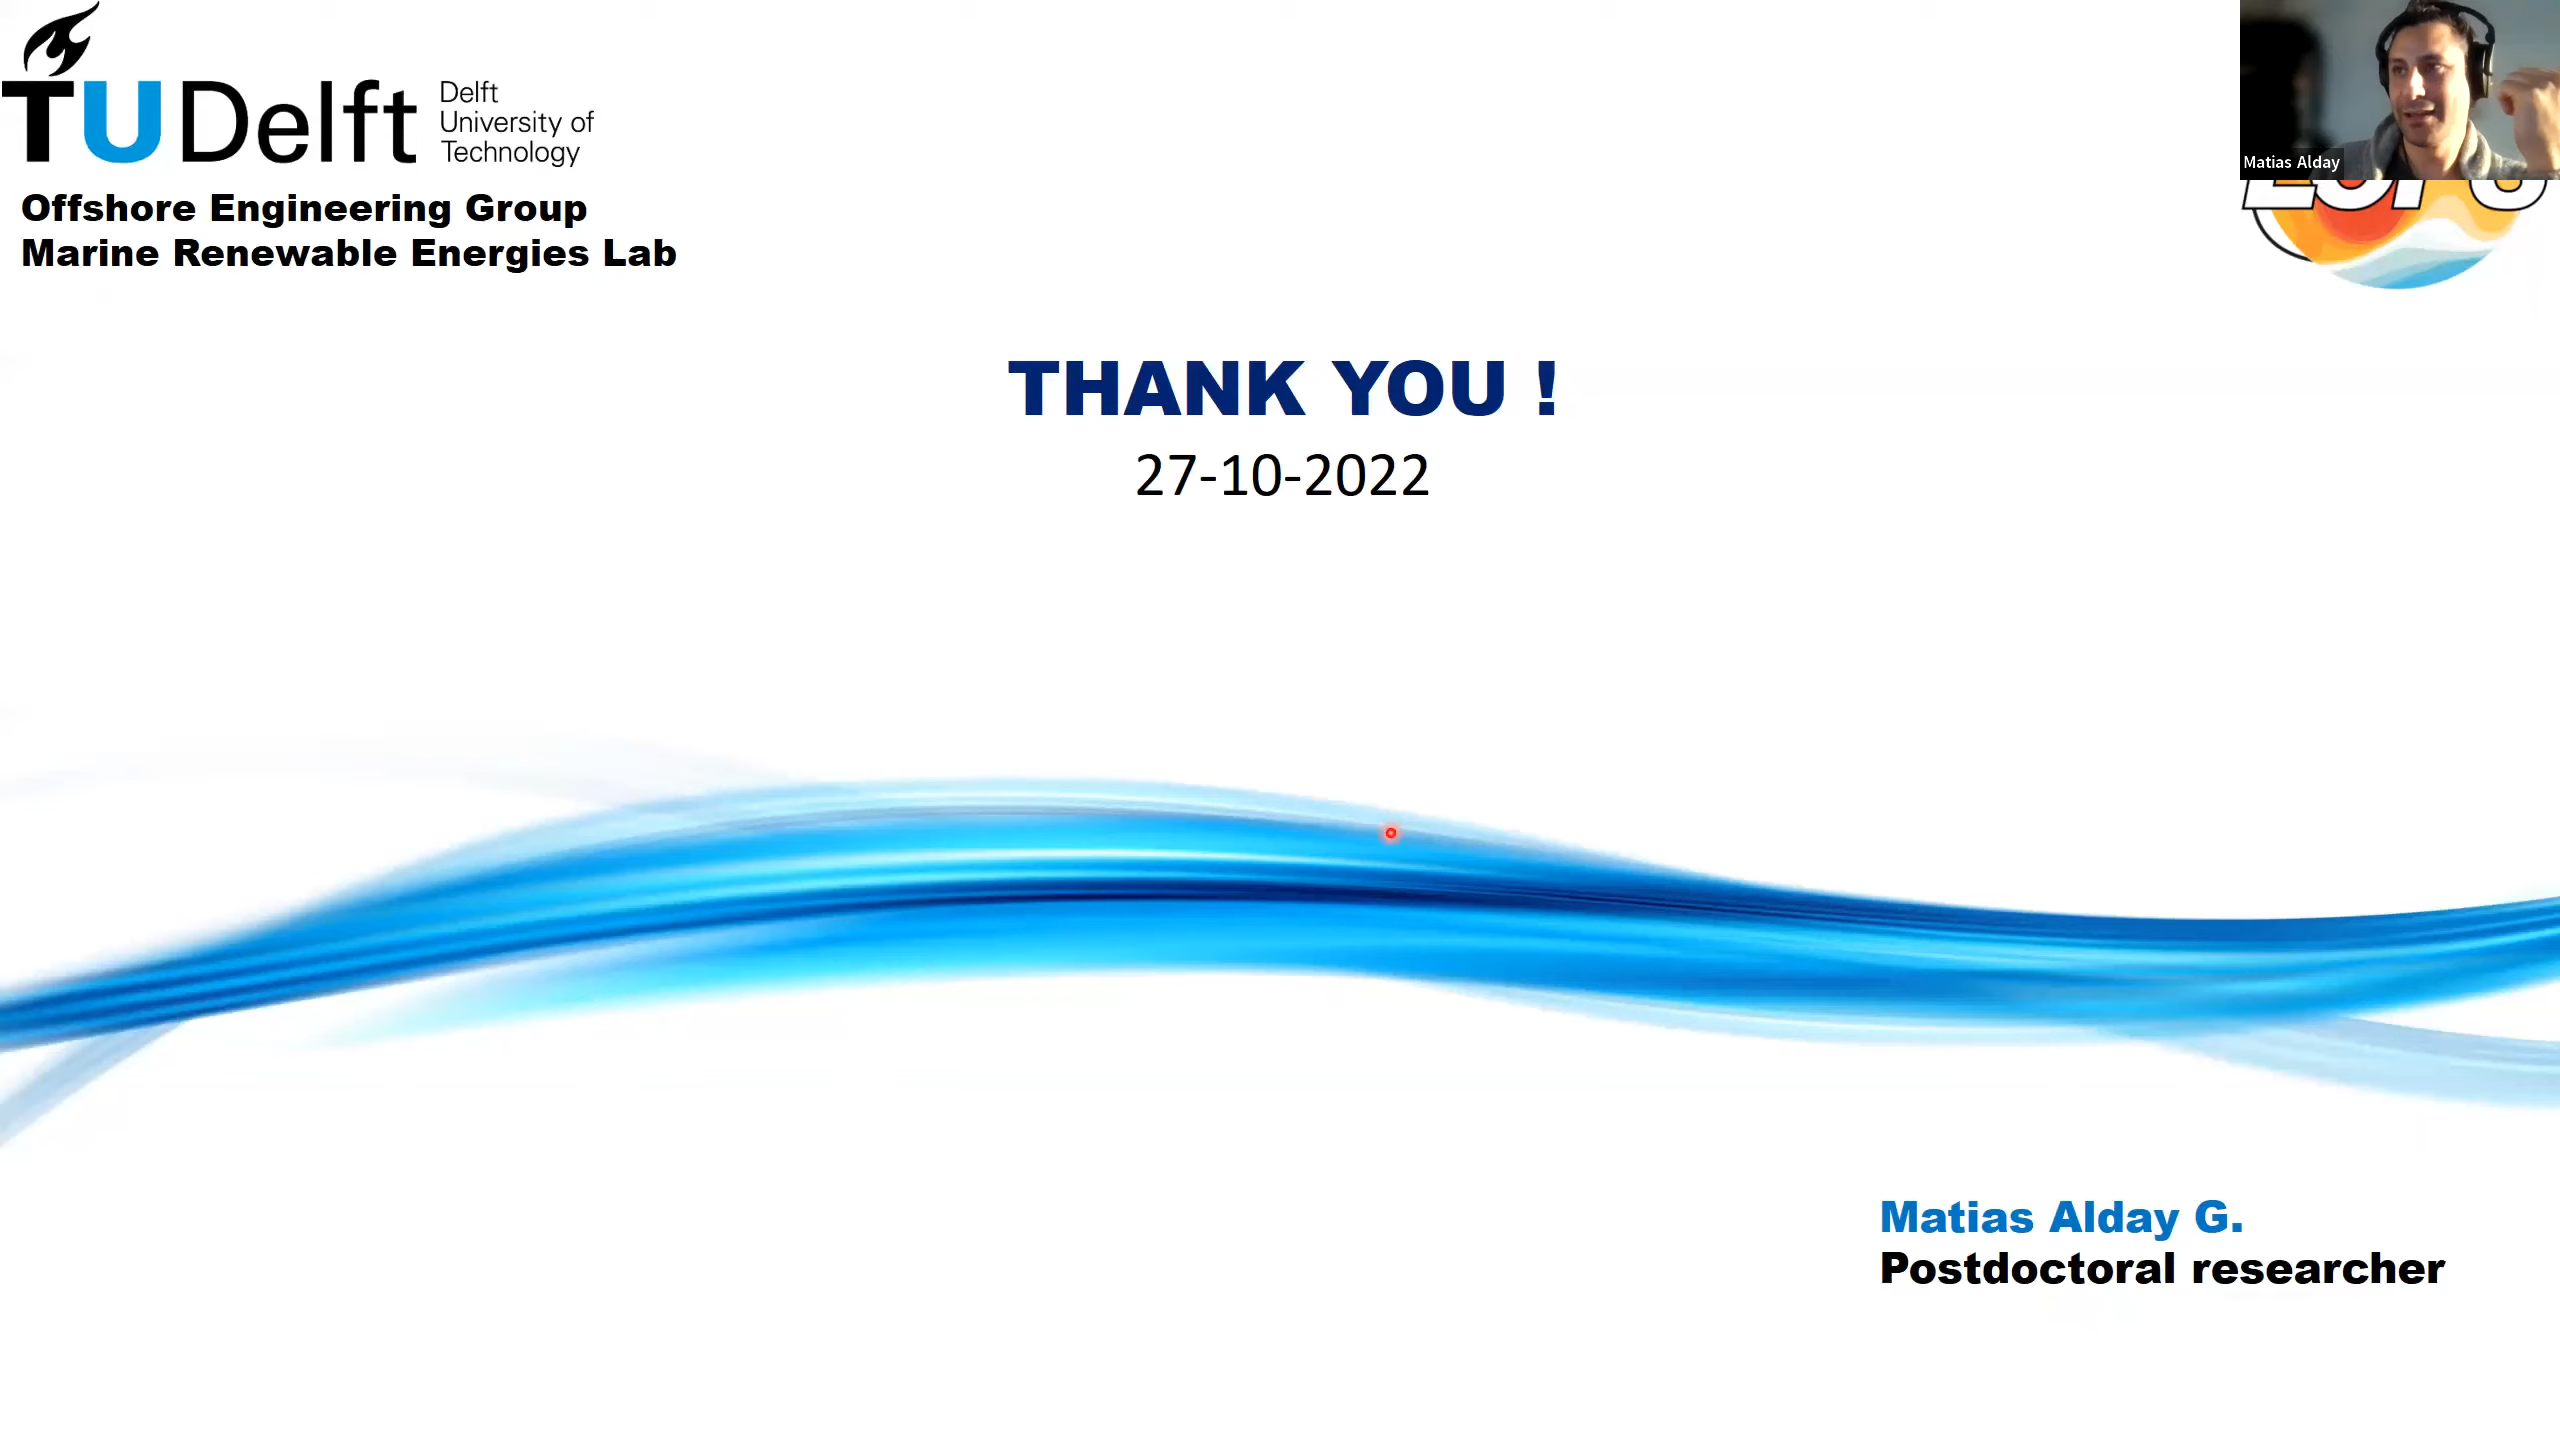 TUDelft
Delft
University of
Technology
Offshore Engineering Group
Marine Renewable Energies Lab
Matias Alday
THANK YOU !
27-10-2022
Matias Alday G.
Postdoctoral researcher